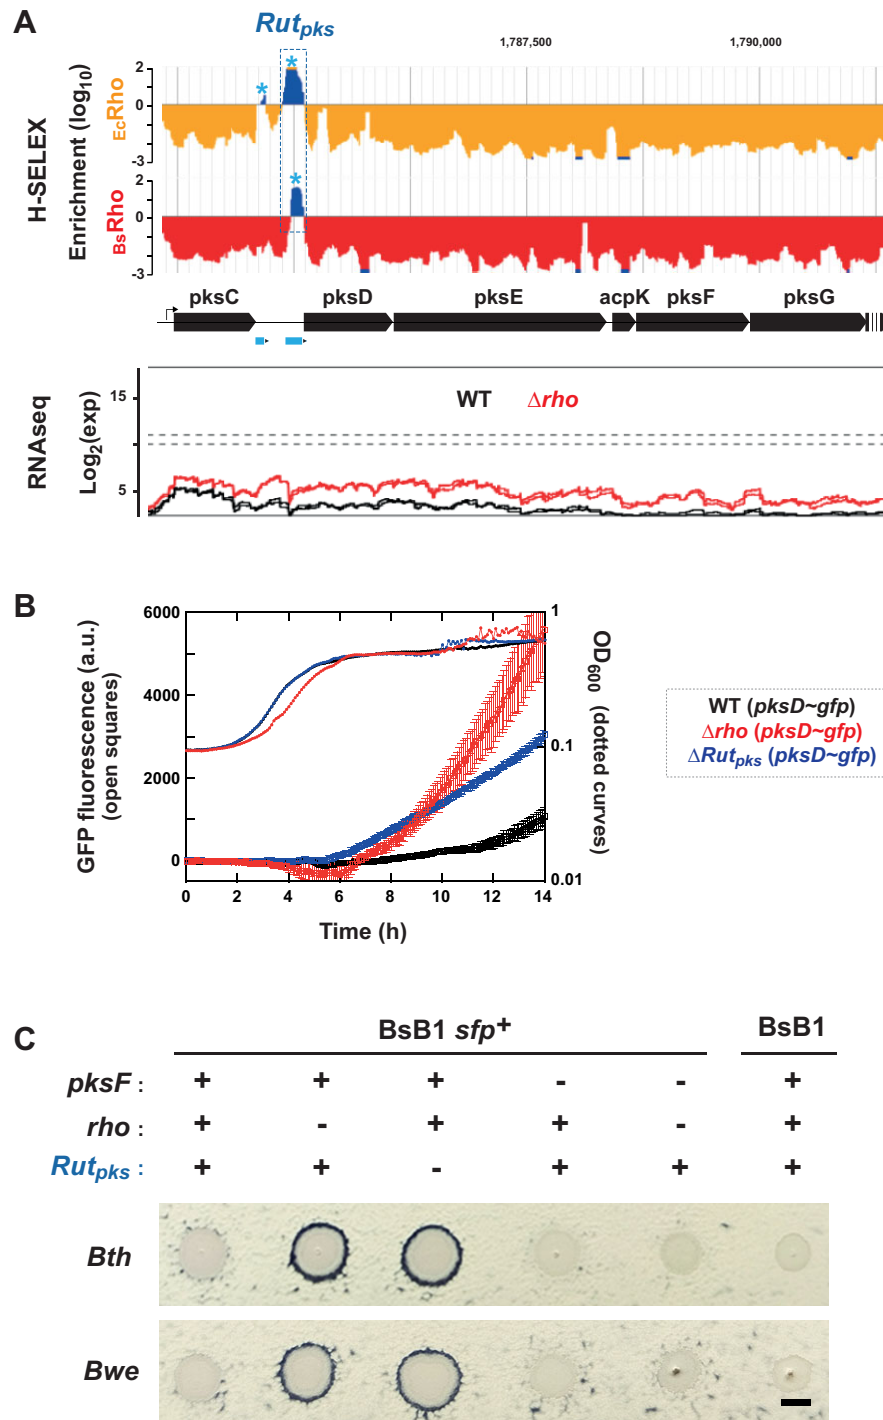 A
Rut pks
1,787,500 1,790,000
H-SELEX
Enrichment (log10)
EcRho
2
0
-3
BsRho
2
0
-3
* * *
pksC pksD pksE acpK pksF pksG
RNAseq
Log2(exp)
15
5
WT Δrho
B
GFP fluorescence (a.u.)
(open squares)
6000
4000
2000
0
0 2 4 6 8 10 12 14
Time (h)
1
0.1
0.01
OD600 (dotted curves)
WT (pksD~gfp)
Δrho (pksD~gfp)
ΔRutpks (pksD~gfp)
C
BsB1 sfp+ BsB1
pksF : + + + - - +
rho : + - + + - +
Rutpks : + + - + + +
Bth
Bwe